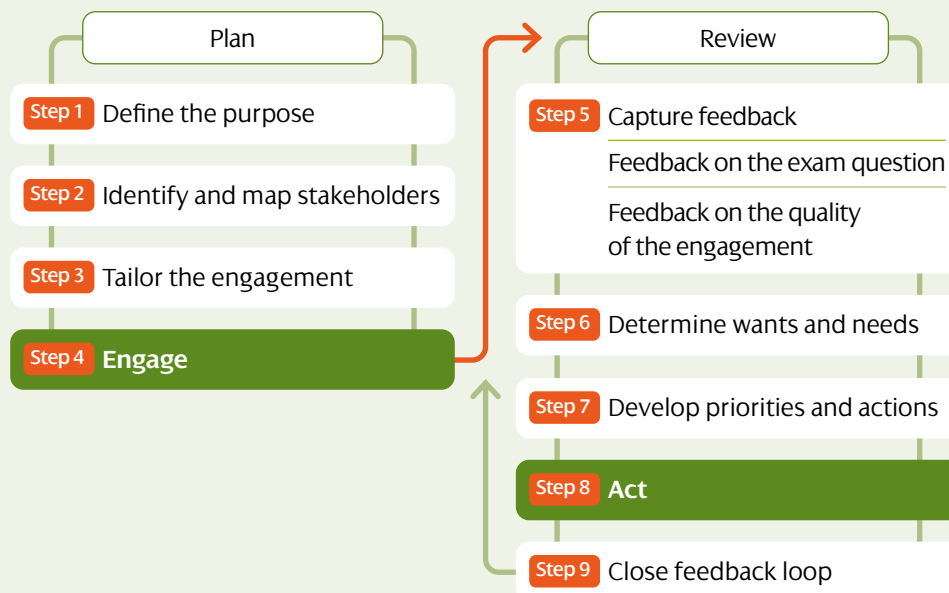 Plan
Step 1 Define the purpose
Step 2 Identify and map stakeholders
Step 3 Tailor the engagement
Step 4 Engage
Review
Step 5 Capture feedback
Feedback on the exam question
Feedback on the quality
of the engagement
Step 6 Determine wants and needs
Step 7 Develop priorities and actions
Step 8 Act
Step 9 Close feedback loop